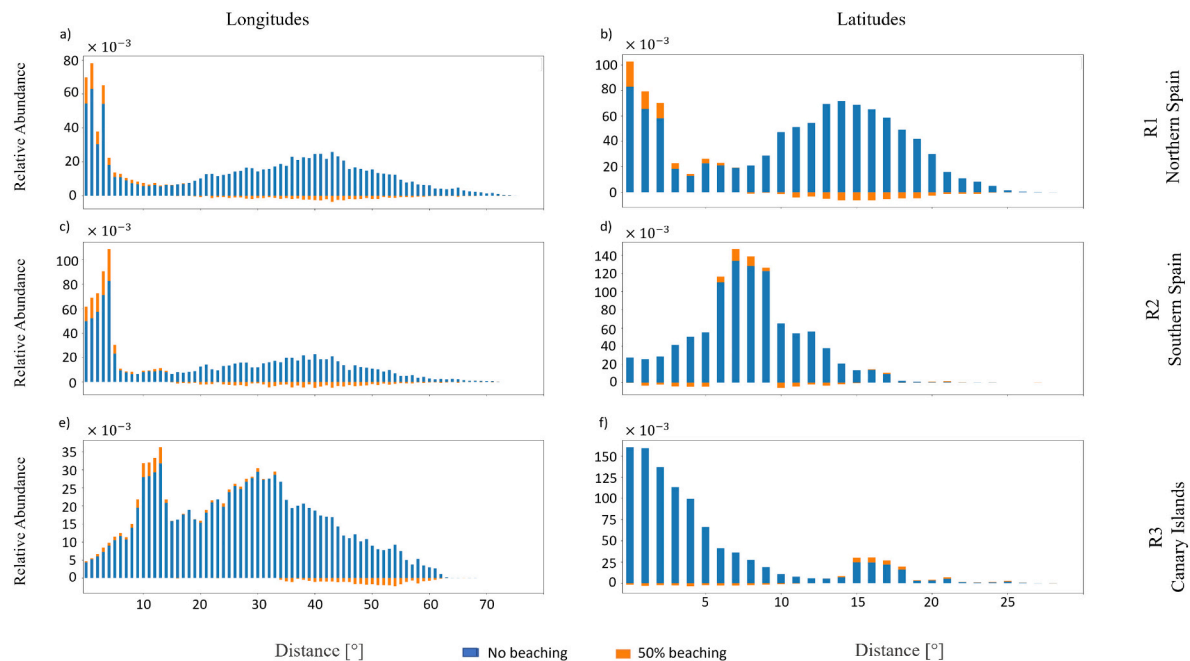 Longitudes
Latitudes
a)
× 10⁻³
80
60
40
20
0
Relative Abundance
b)
× 10⁻³
100
80
60
40
20
0
R1
Northern Spain
c)
× 10⁻³
100
80
60
40
20
0
Relative Abundance
d)
× 10⁻³
140
120
100
80
60
40
20
0
R2
Southern Spain
e)
× 10⁻³
35
30
25
20
15
10
5
0
Relative Abundance
10 20 30 40 50 60 70
f)
× 10⁻³
150
125
100
75
50
25
0
5 10 15 20 25
R3
Canary Islands
Distance [°]
No beaching
50% beaching
Distance [°]